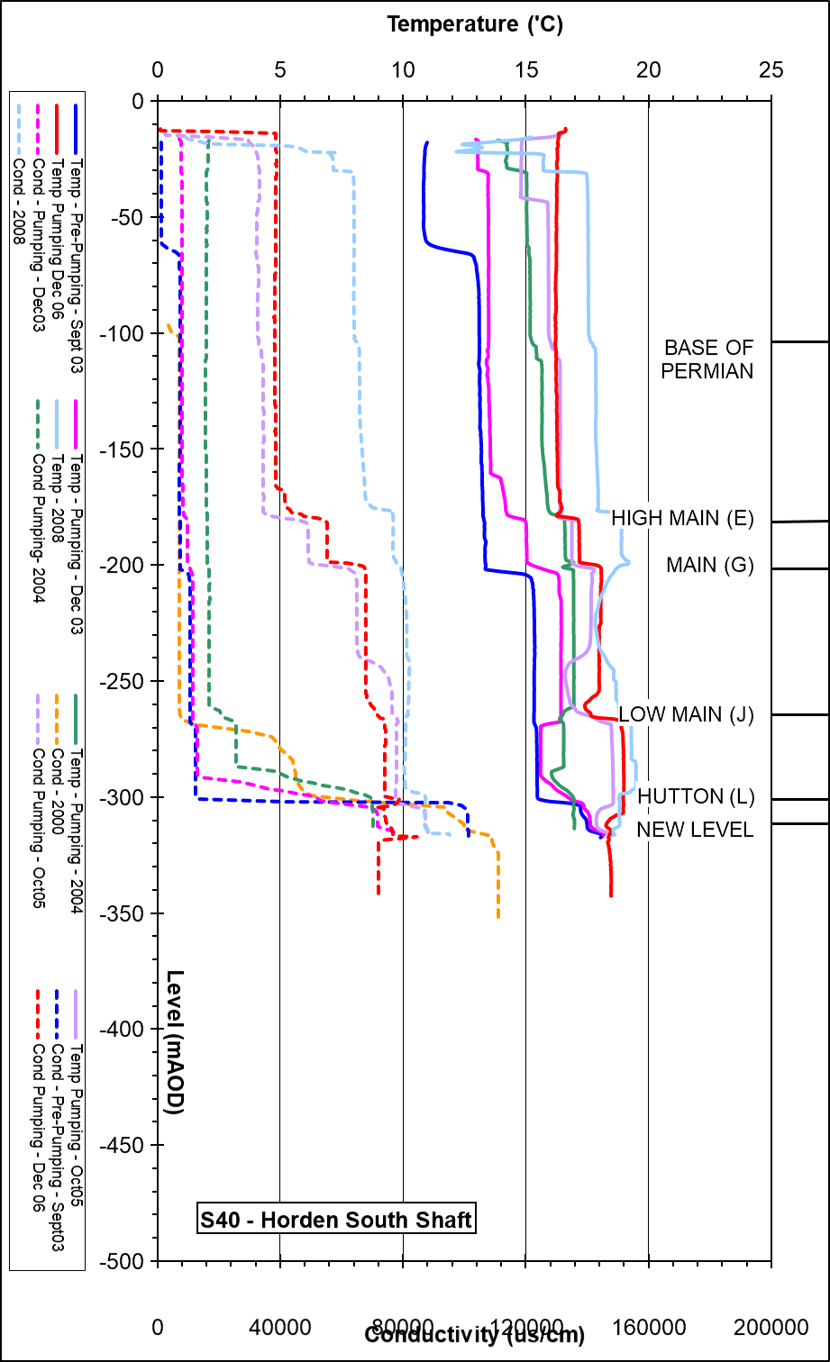 Temperature ('C)
0 5 10 15 20 25
0
-50
-100
-150
-200
-250
-300
-350
-400
-450
-500
BASE OF
PERMIAN
HIGH MAIN (E)
MAIN (G)
LOW MAIN (J)
HUTTON (L)
NEW LEVEL
Level (mAOD)
S40 - Horden South Shaft
0 40000 80000 120000 160000 200000
Conductivity (us/cm)
Temp - Pre-Pumping - Sept 03
Temp - Pumping - Dec 03
Temp - Pumping - 2004
Temp Pumping - Oct05
Temp Pumping Dec 06
Temp - 2008
Cond - 2000
Cond - Pre-Pumping - Sept03
Cond - Pumping - Dec03
Cond Pumping- 2004
Cond Pumping - Oct05
Cond Pumping - Dec 06
Cond - 2008